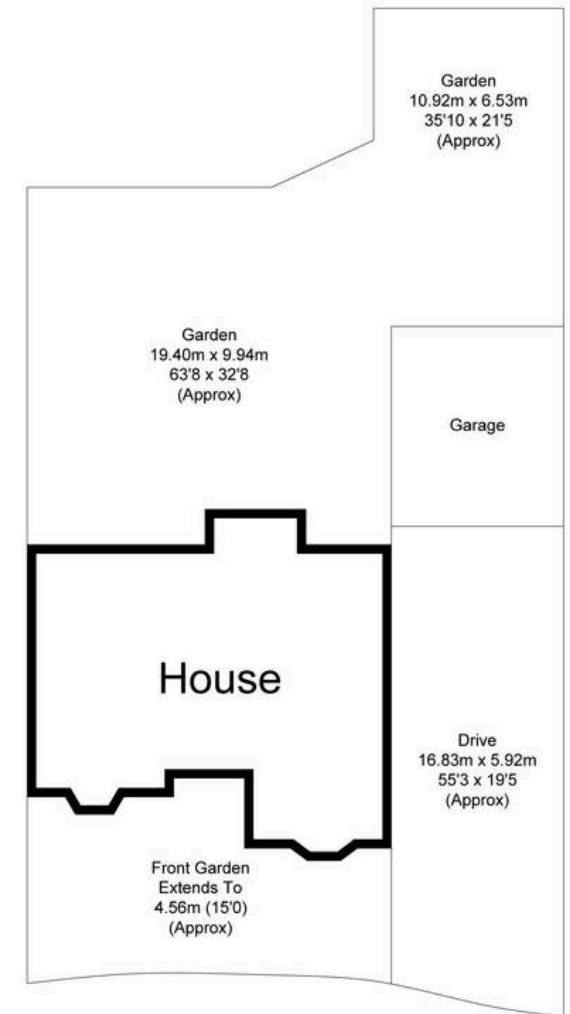 Garden
10.92m x 6.53m
35'10 x 21'5
(Approx)
Garden
19.40m x 9.94m
63'8 x 32'8
(Approx)
Garage
House
Drive
16.83m x 5.92m
55'3 x 19'5
(Approx)
Front Garden
Extends To
4.56m (15'0)
(Approx)